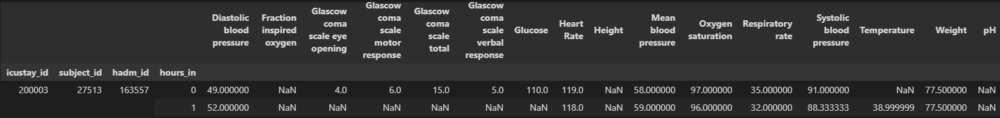 Diastolic
blood
pressure
Fraction
inspired
oxygen
Glascow
coma
scale eye
opening
Glascow
coma
scale
motor
response
Glascow
coma
scale
total
Glascow
coma
scale
verbal
response
Glucose
Heart
Rate
Height
Mean
blood
pressure
Oxygen
saturation
Respiratory
rate
Systolic
blood
pressure
Temperature
Weight
pH
icustay_id subject_id hadm_id hours_in
200003 27513 163557 0 49.000000 NaN 4.0 6.0 15.0 5.0 110.0 119.0 NaN 58.000000 97.000000 35.000000 91.000000 NaN 77.500000 NaN
1 52.000000 NaN NaN NaN NaN NaN NaN 118.0 NaN 59.000000 96.000000 32.000000 88.333333 38.999999 77.500000 NaN